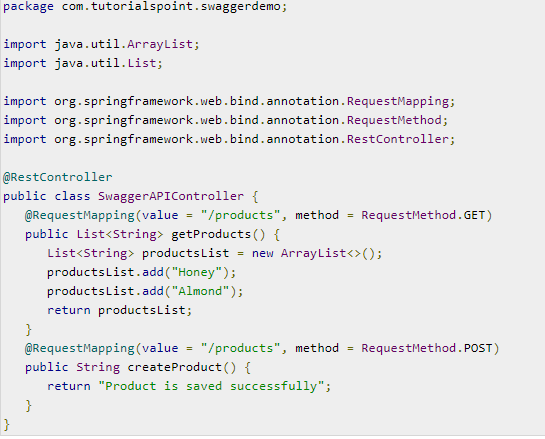 package com.tutorialspoint.swaggerdemo;
import java.util.ArrayList;
import java.util.List;
import org.springframework.web.bind.annotation.RequestMapping;
import org.springframework.web.bind.annotation.RequestMethod;
import org.springframework.web.bind.annotation.RestController;
@RestController
public class SwaggerAPIController {
@RequestMapping(value = "/products", method = RequestMethod.GET)
public List<String> getProducts() {
List<String> productsList = new ArrayList<>();
productsList.add("Honey");
productsList.add("Almond");
return productsList;
}
@RequestMapping(value = "/products", method = RequestMethod.POST)
public String createProduct() {
return "Product is saved successfully";
}
}